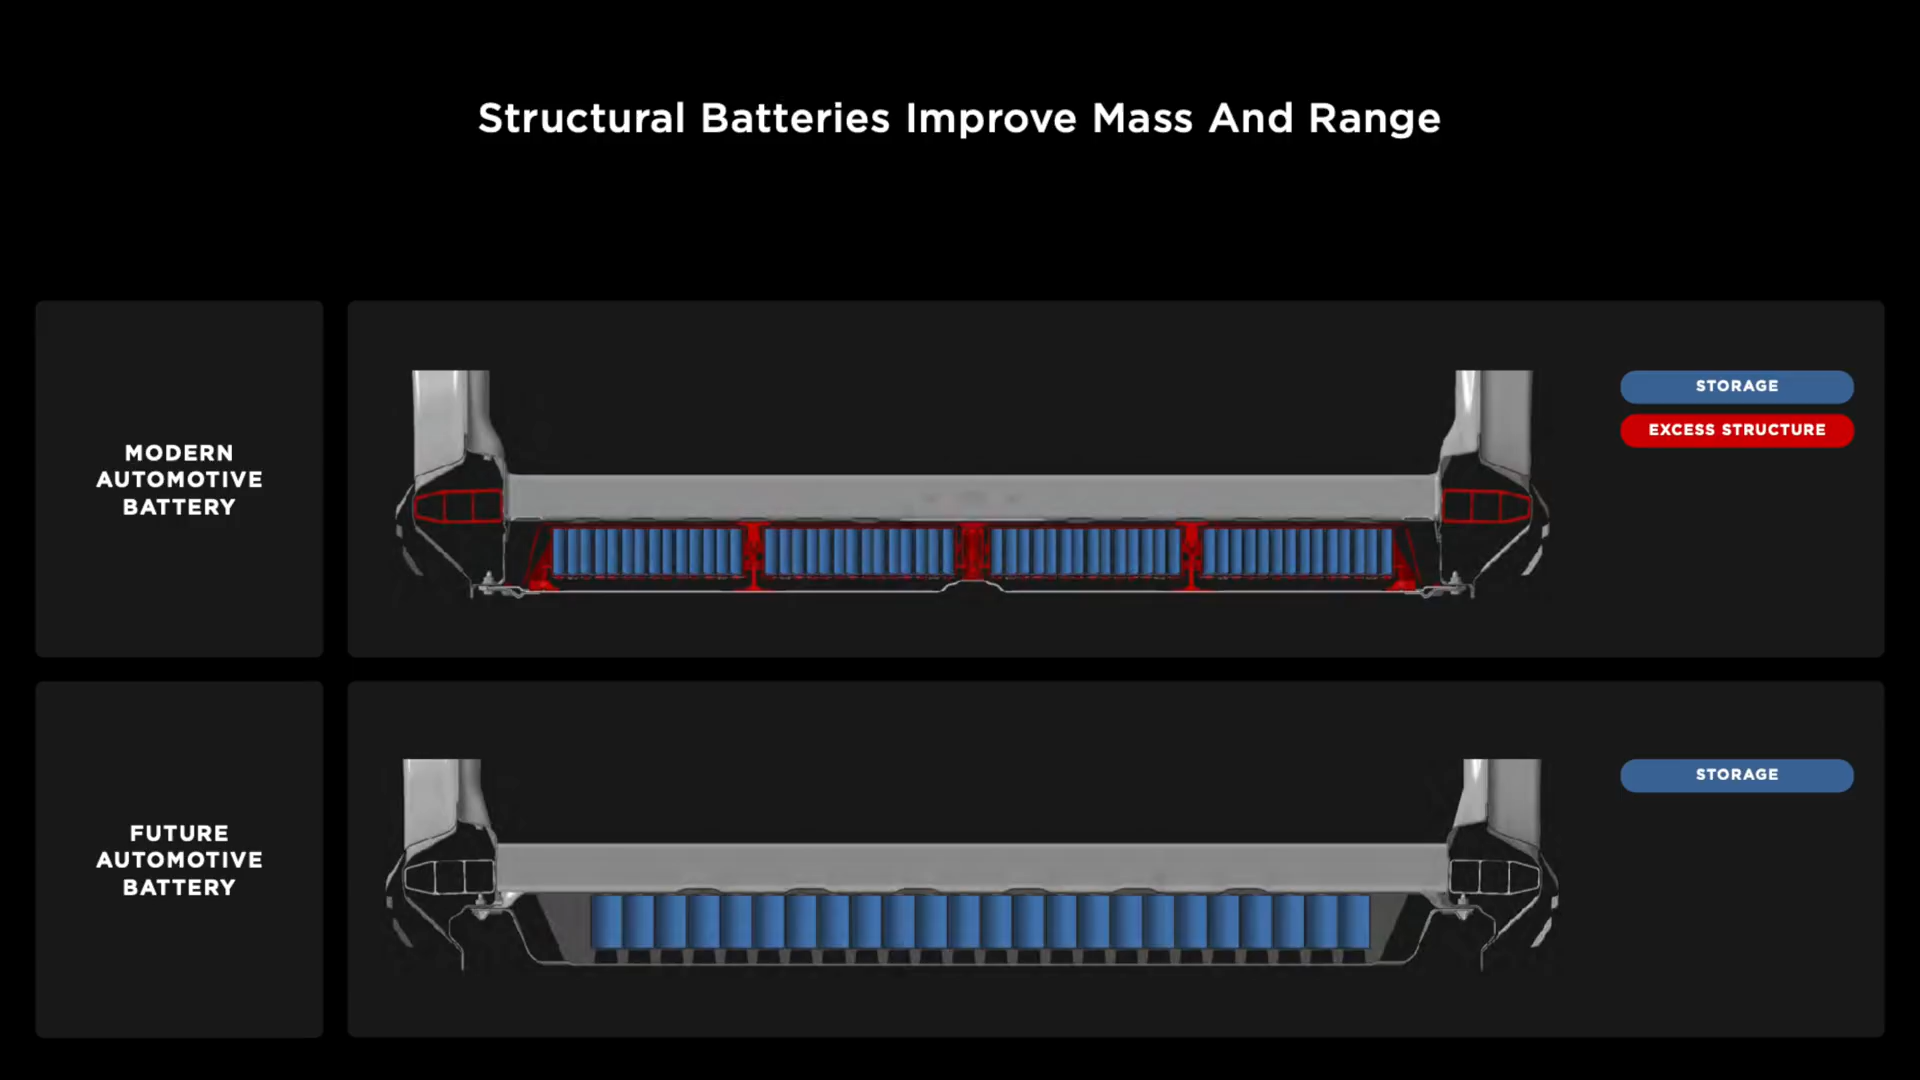 Structural Batteries Improve Mass And Range
MODERN
AUTOMOTIVE
BATTERY
STORAGE
EXCESS STRUCTURE
FUTURE
AUTOMOTIVE
BATTERY
STORAGE